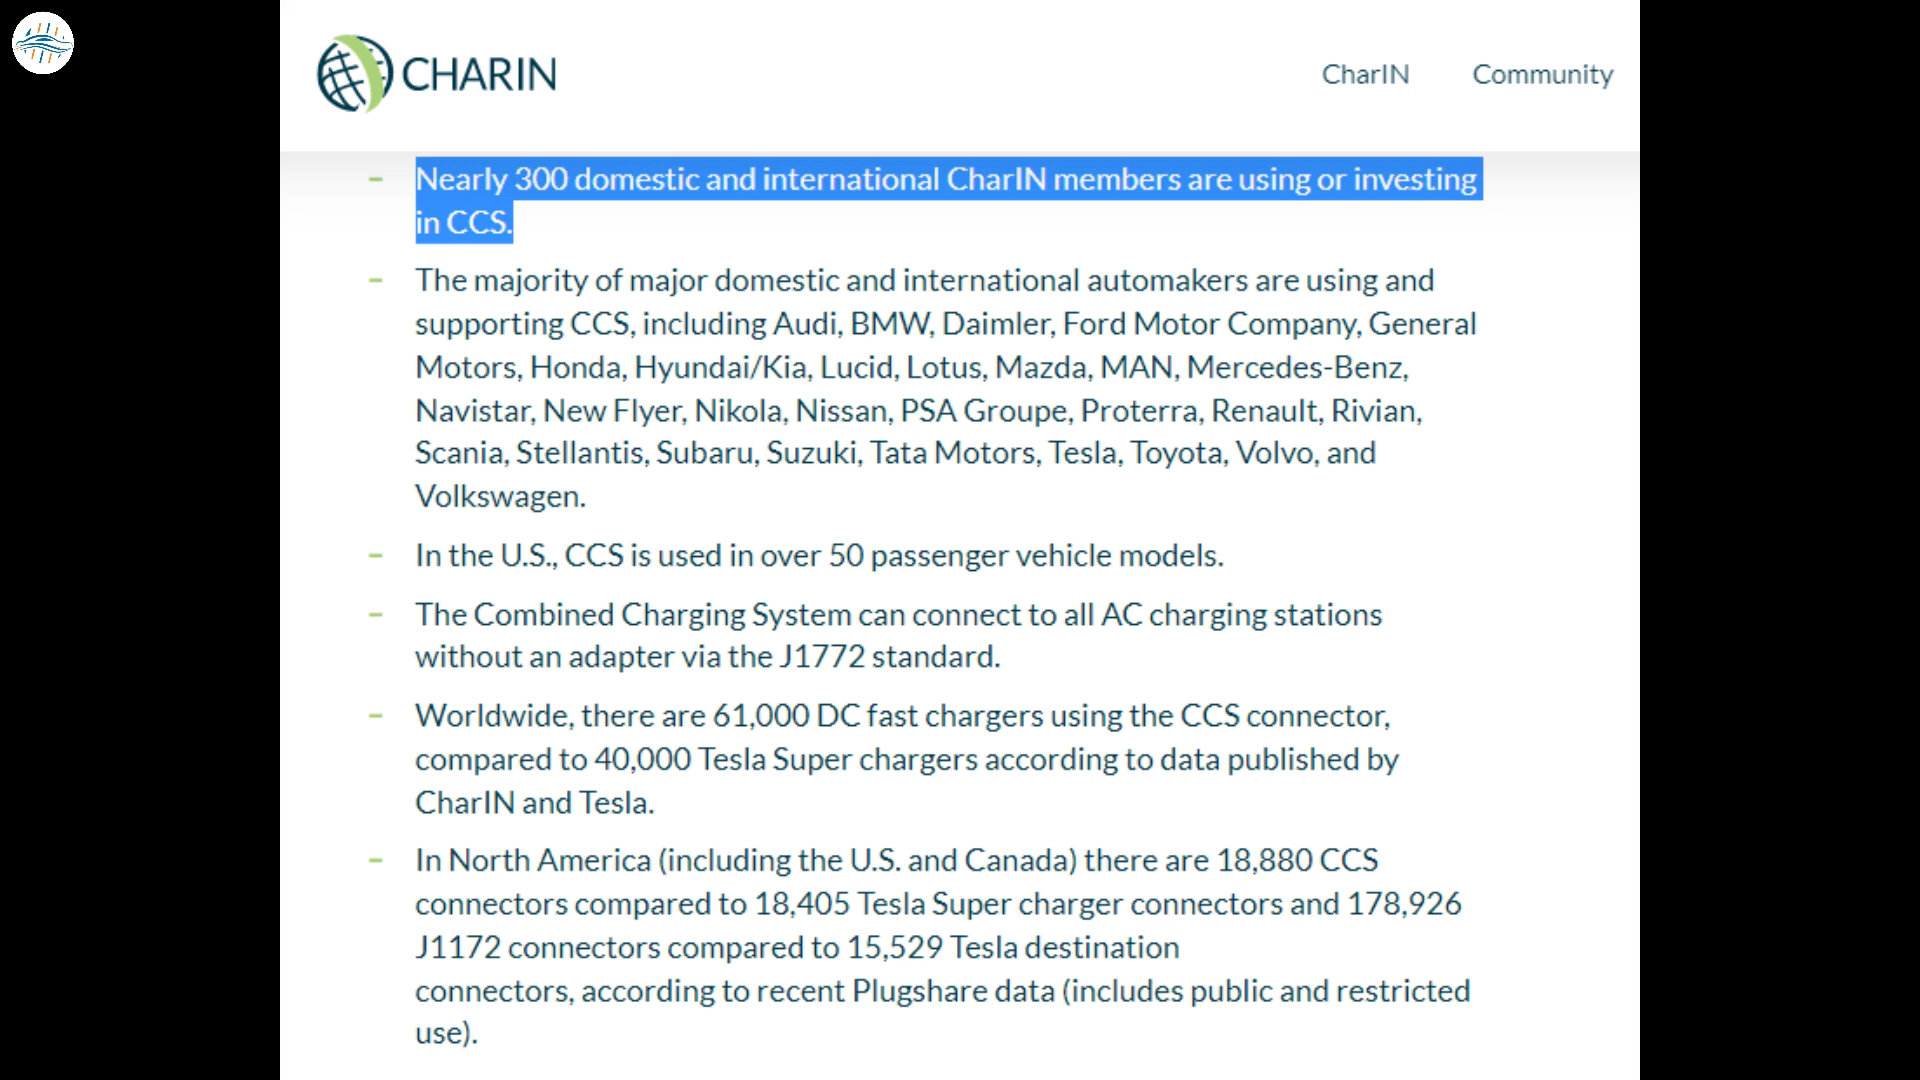 CHARIN
CharIN
Community
– Nearly 300 domestic and international CharIN members are using or investing
in CCS.
– The majority of major domestic and international automakers are using and
supporting CCS, including Audi, BMW, Daimler, Ford Motor Company, General
Motors, Honda, Hyundai/Kia, Lucid, Lotus, Mazda, MAN, Mercedes-Benz,
Navistar, New Flyer, Nikola, Nissan, PSA Groupe, Proterra, Renault, Rivian,
Scania, Stellantis, Subaru, Suzuki, Tata Motors, Tesla, Toyota, Volvo, and
Volkswagen.
– In the U.S., CCS is used in over 50 passenger vehicle models.
– The Combined Charging System can connect to all AC charging stations
without an adapter via the J1772 standard.
– Worldwide, there are 61,000 DC fast chargers using the CCS connector,
compared to 40,000 Tesla Super chargers according to data published by
CharIN and Tesla.
– In North America (including the U.S. and Canada) there are 18,880 CCS
connectors compared to 18,405 Tesla Super charger connectors and 178,926
J1172 connectors compared to 15,529 Tesla destination
connectors, according to recent Plugshare data (includes public and restricted
use).